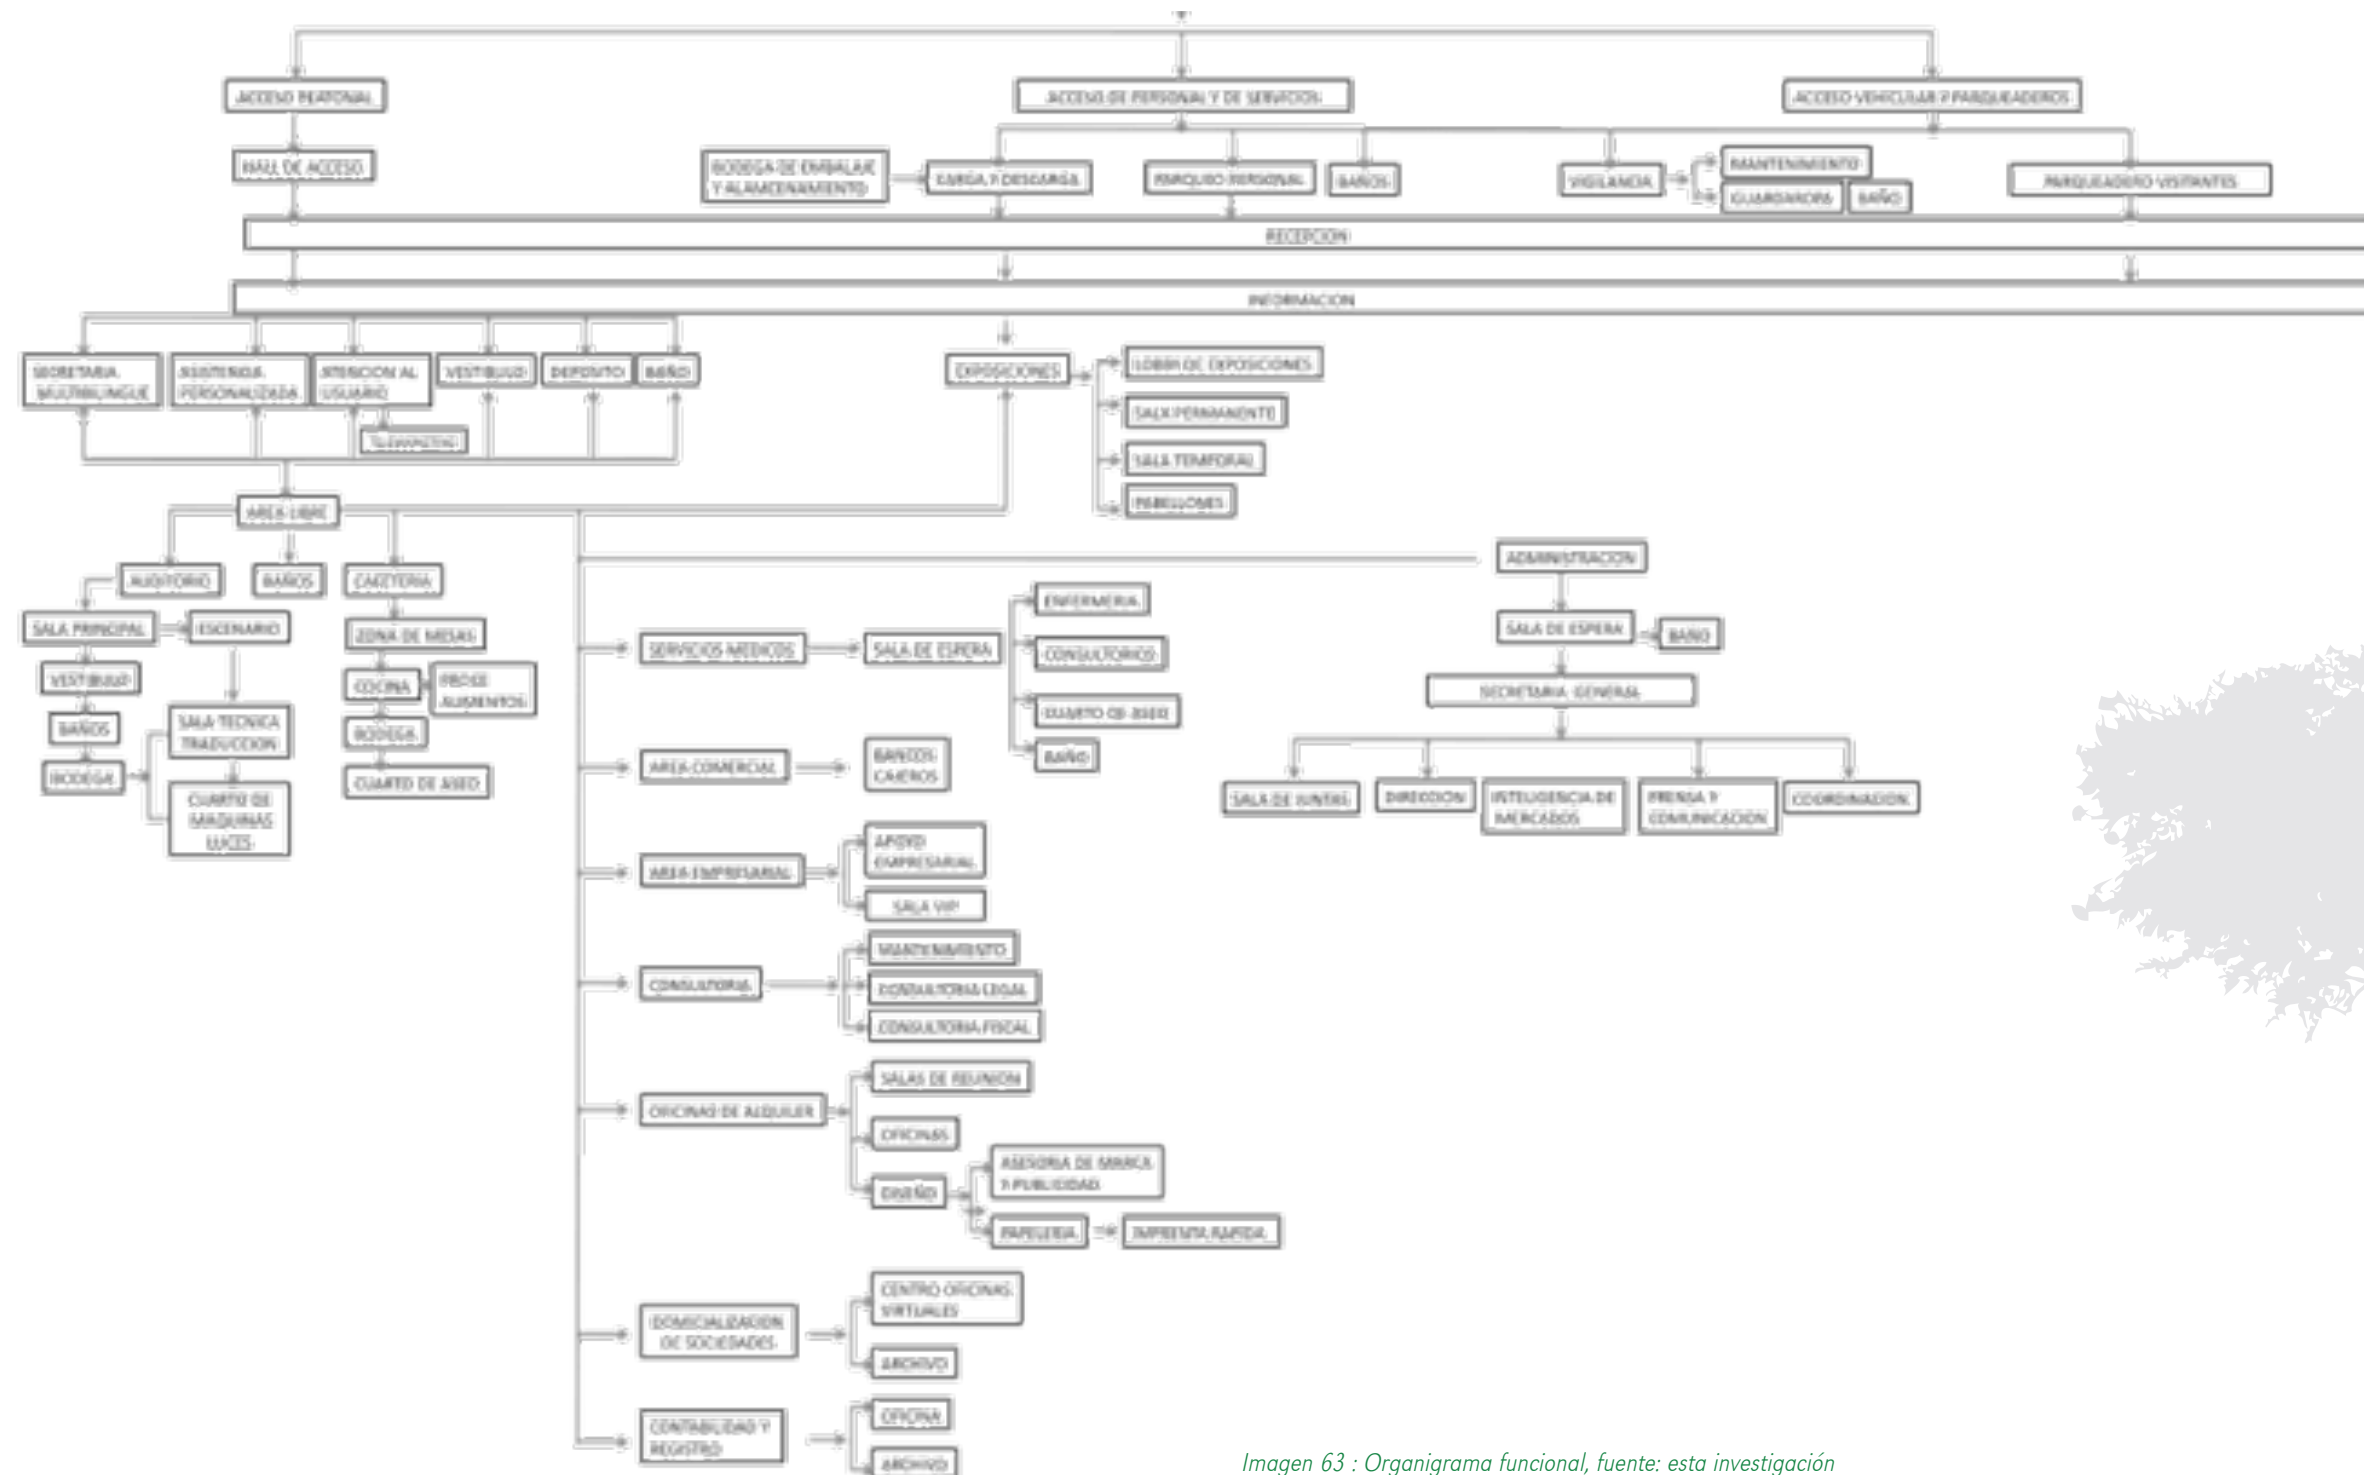 ACCESO PEATONAL
ACCESO DE PERSONAL Y DE SERVICIOS
ACCESO VEHICULAR Y PARQUEADEROS
HALL DE ACCESO
BODEGA DE EMBALAJE
Y ALAMCENAMIENTO
CARGA Y DESCARGA
PARQUEO PERSONAL
BAÑOS
VIGILANCIA
MANTENIMIENTO
GUARDAROPA
BAÑO
PARQUEADERO VISITANTES
RECEPCION
INFORMACION
SECRETARIA
MULTIBILINGUE
ASISTENCIA
PERSONALIZADA
ATENCION AL
USUARIO
VESTIBULO
DEPOSITO
BAÑO
EXPOSICIONES
LOBBY DE EXPOSICIONES
SALA PERMANENTE
SALA TEMPORAL
PABELLONES
AREA LIBRE
AUDITORIO
BAÑOS
CAFETERIA
SALA PRINCIPAL
ESCENARIO
VESTIBULO
BAÑOS
BODEGA
SALA TECNICA
TRADUCCION
CUARTO DE
MAQUINAS
LUCES
ZONA DE MESAS
COCINA
ALIMENTOS
BODEGA
CUARTO DE ASEO
ADMINISTRACION
SALA DE ESPERA
BAÑO
SECRETARIA GENERAL
SALA DE JUNTAS
DIRECCION
INTELIGENCIA DE
MERCADOS
PRENSA Y
COMUNICACION
COORDINACION
SERVICIOS MEDICOS
SALA DE ESPERA
ENFERMERIA
CONSULTORIOS
CUARTO DE ASEO
BAÑO
AREA COMERCIAL
BANCOS
CAJEROS
AREA EMPRESARIAL
APOYO
EMPRESARIAL
SALA VIP
CONSULTORIA
MANTENIMIENTO
CONSULTORIA LEGAL
CONSULTORIA FISCAL
OFICINAS DE ALQUILER
SALAS DE REUNION
OFICINAS
DISEÑO
ASESORIA DE MARCA
Y PUBLICIDAD
PAPELERIA
IMPRENTA RAPIDA
DOMICIALIZACION
DE SOCIEDADES
CENTRO OFICINAS
VIRTUALES
ARCHIVO
CONTABILIDAD Y
REGISTRO
OFICINA
ARCHIVO
Imagen 63 : Organigrama funcional, fuente: esta investigación